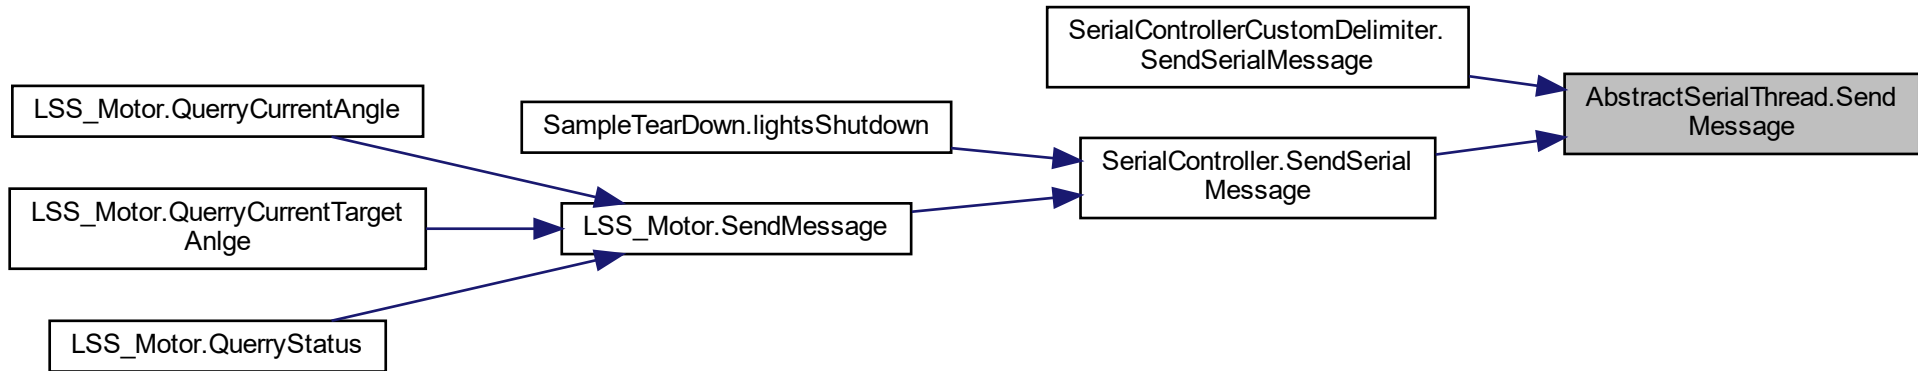 SerialControllerCustomDelimiter.
SendSerialMessage
AbstractSerialThread.Send
Message
LSS_Motor.QuerryCurrentAngle
SampleTearDown.lightsShutdown
SerialController.SendSerial
Message
LSS_Motor.QuerryCurrentTarget
Anlge
LSS_Motor.SendMessage
LSS_Motor.QuerryStatus